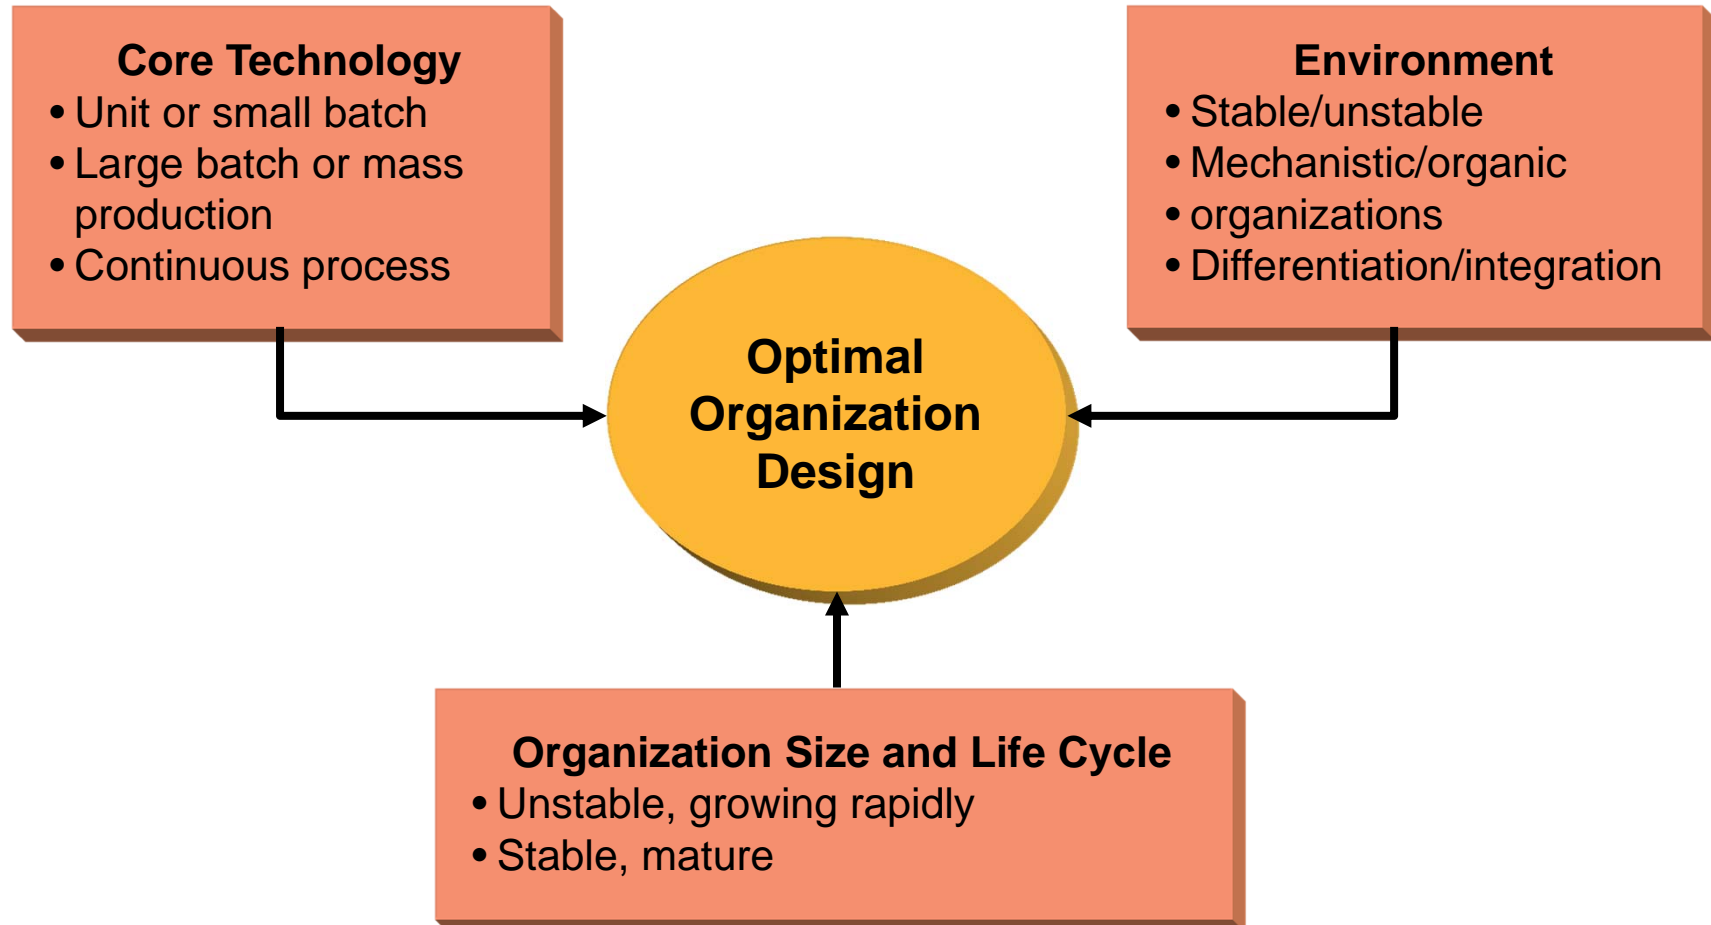 Core Technology
• Unit or small batch
• Large batch or mass
production
• Continuous process
Environment
• Stable/unstable
• Mechanistic/organic
• organizations
• Differentiation/integration
Optimal
Organization
Design
Organization Size and Life Cycle
• Unstable, growing rapidly
• Stable, mature